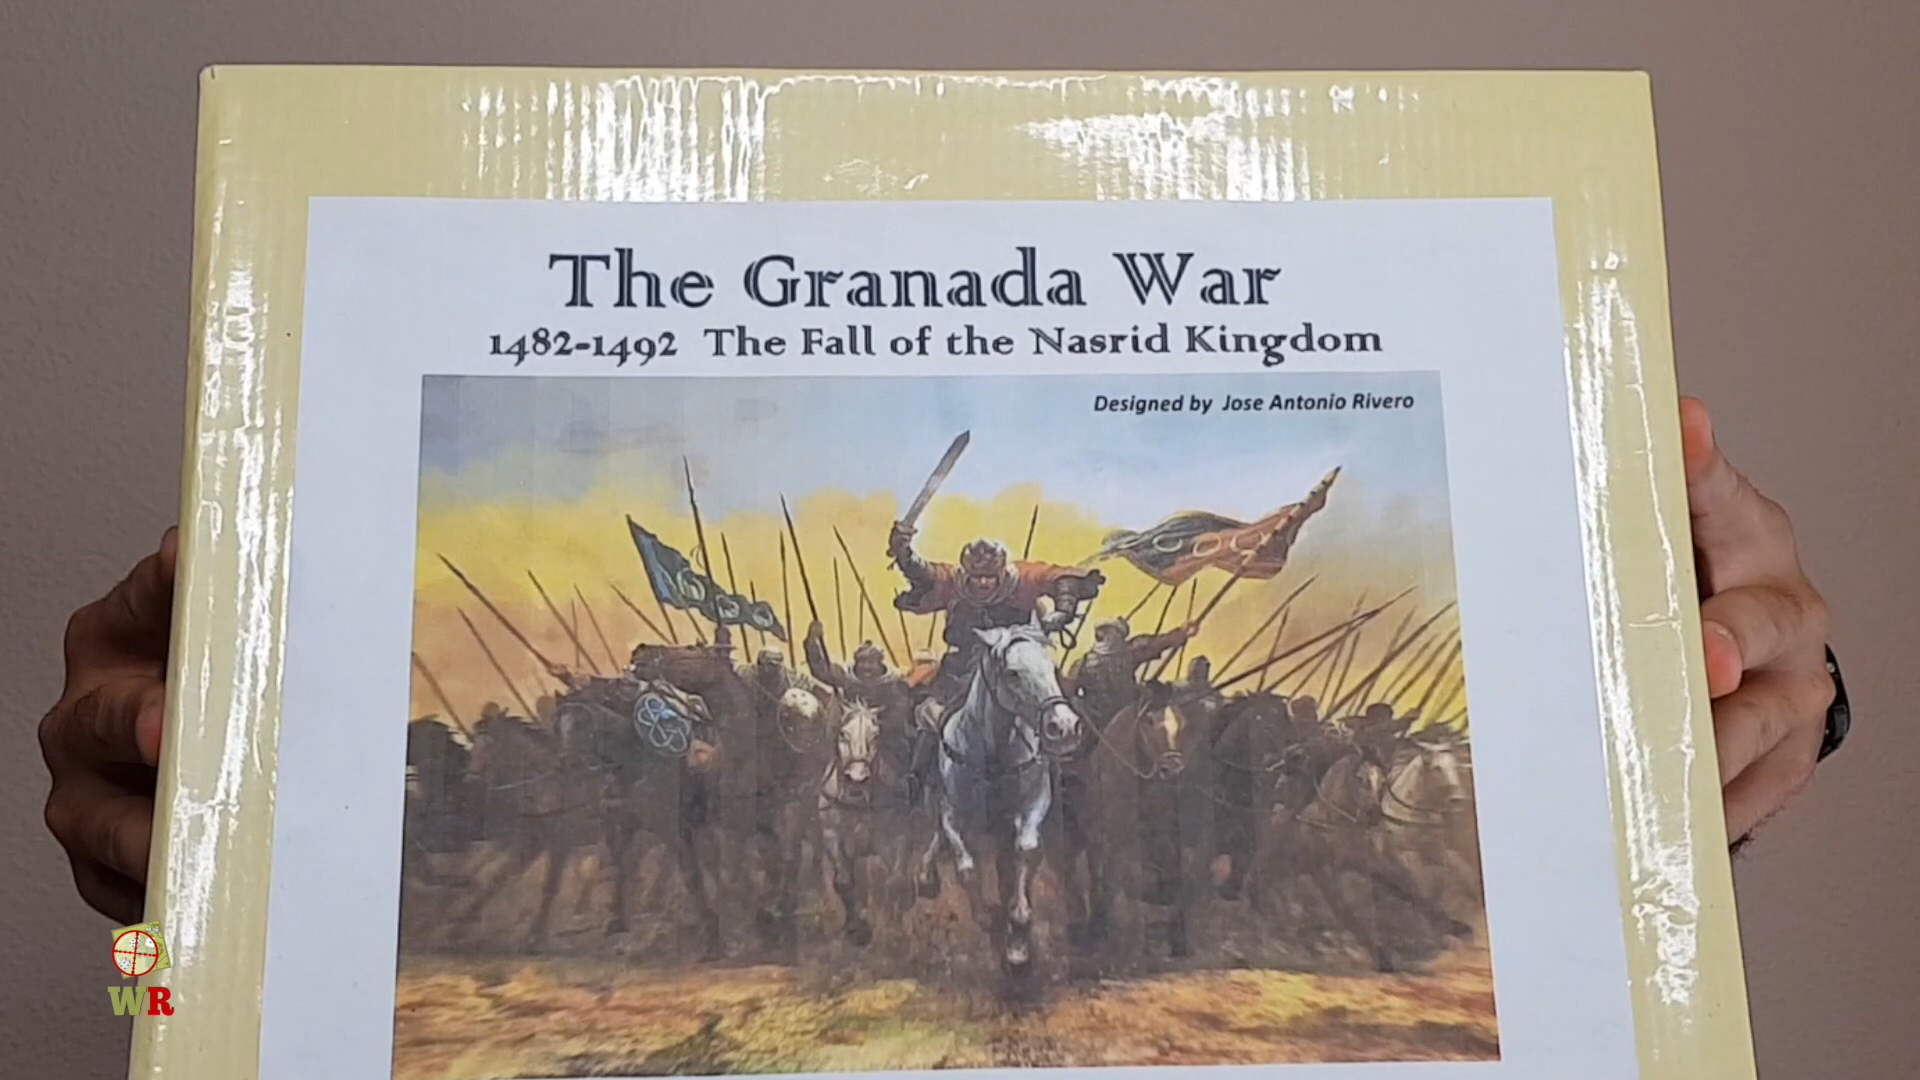 The Granada War
1482-1492 The Fall of the Nasrid Kingdom
Designed by Jose Antonio Rivero
WR